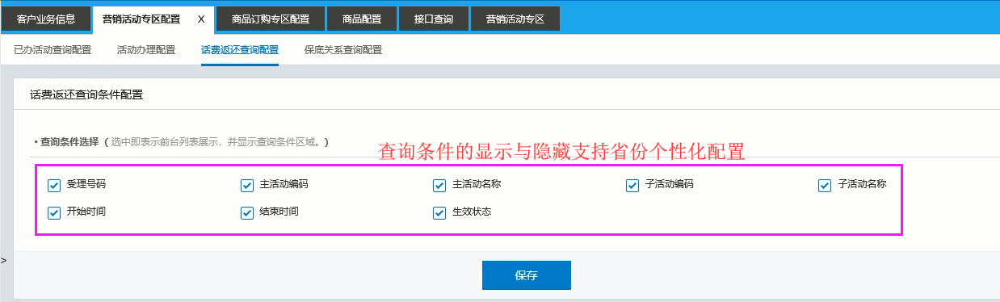 客户业务信息 营销活动专区配置 X 商品订购专区配置 商品配置 接口查询 营销活动专区
已办活动查询配置 活动办理配置 话费返还查询配置 保底关系查询配置
话费返还查询条件配置
• 查询条件选择 ( 选中即表示前台列表展示，并显示查询条件区域。)
查询条件的显示与隐藏支持省份个性化配置
受理号码 主活动编码 主活动名称 子活动编码 子活动名称
开始时间 结束时间 生效状态
>
保存